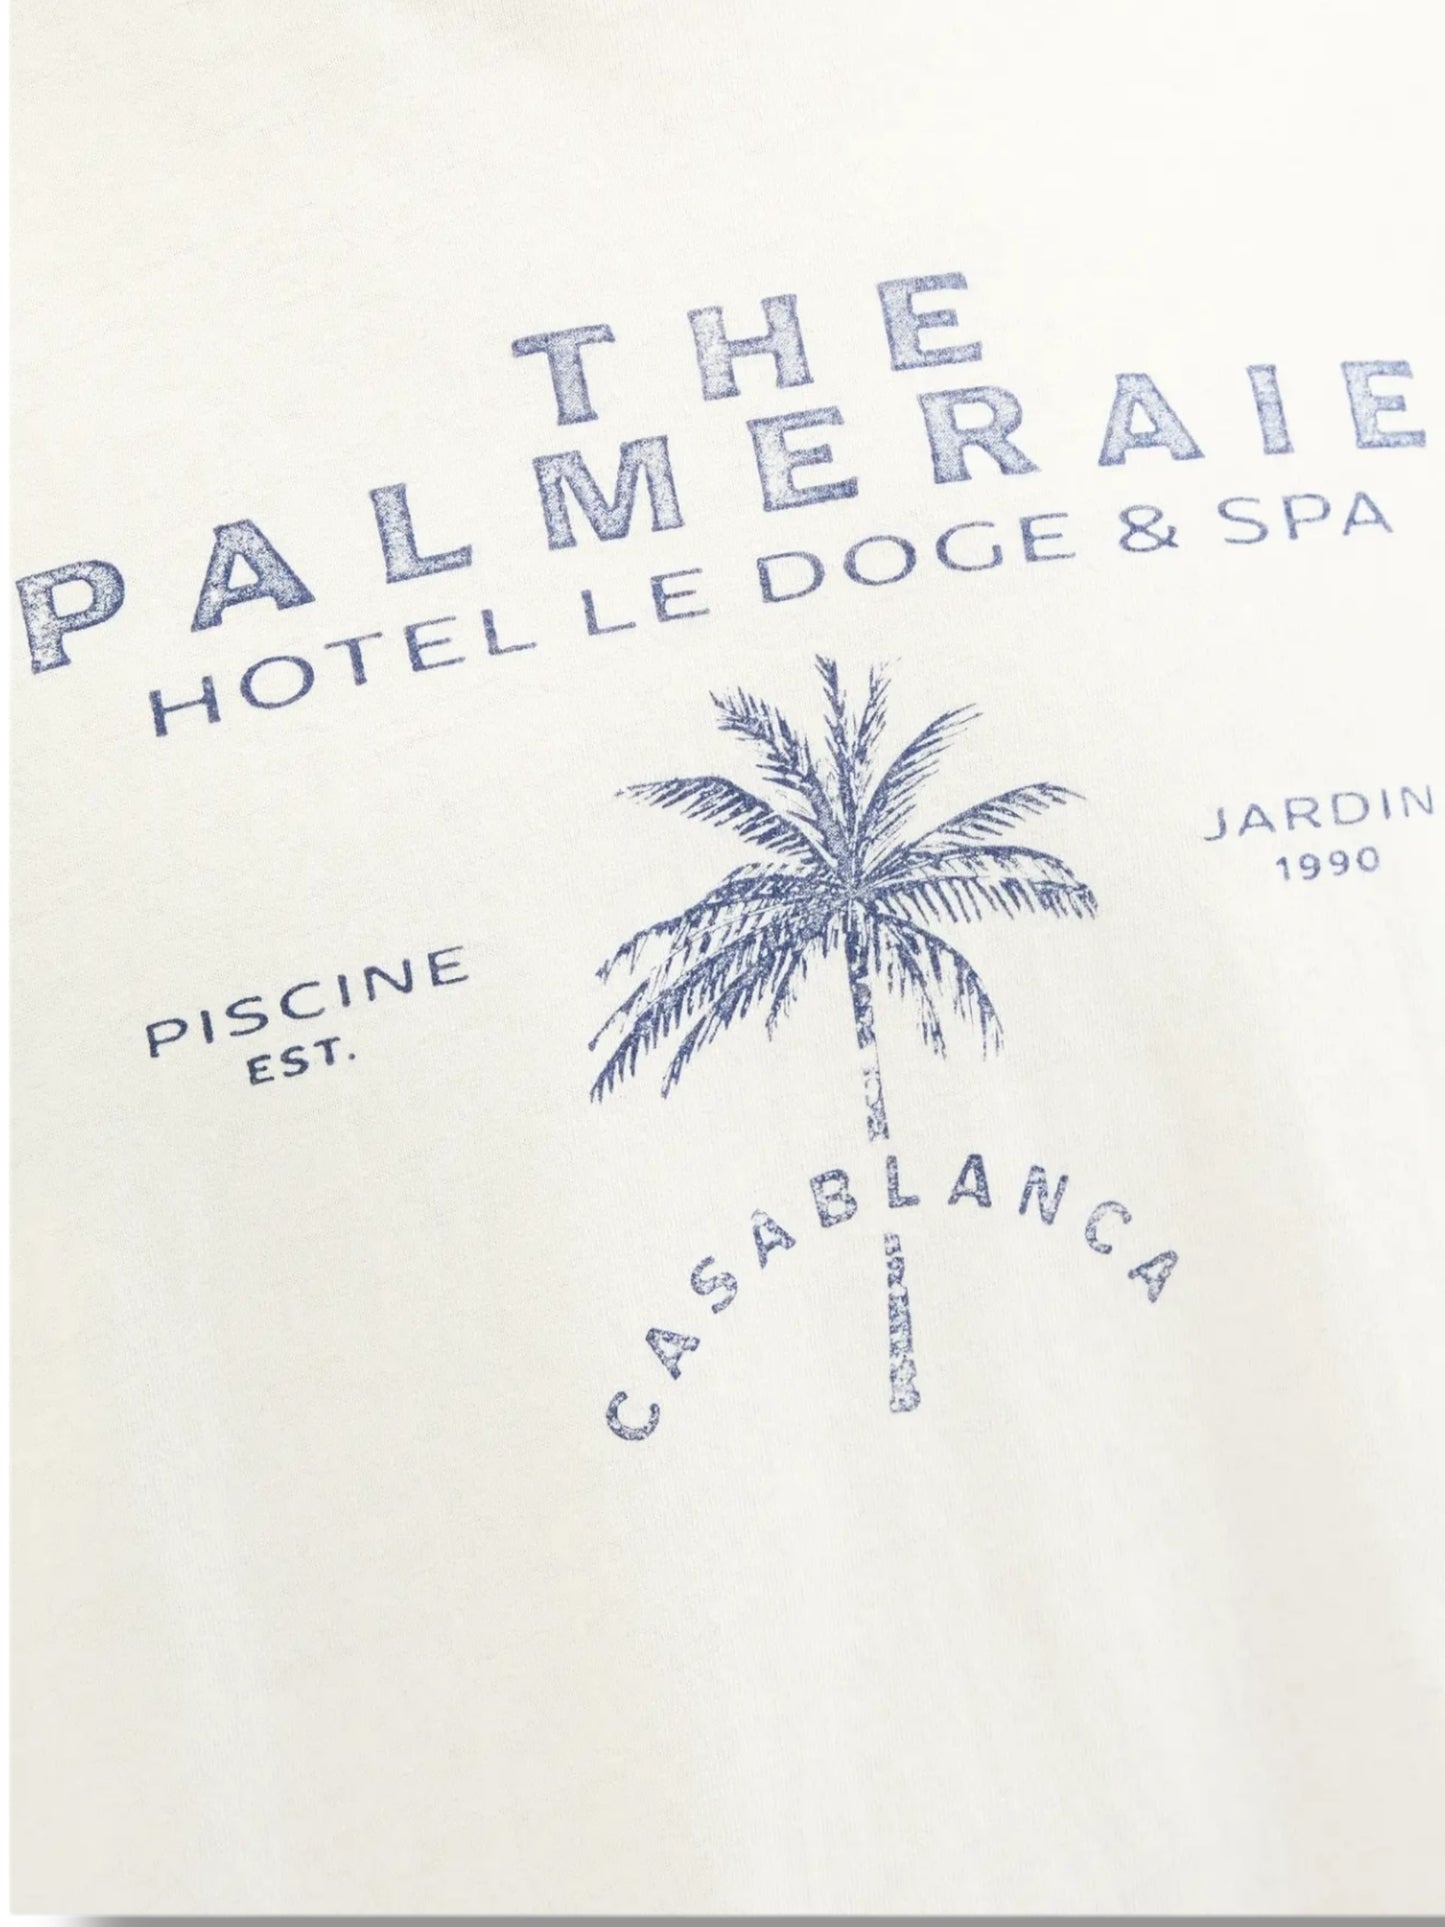 THE
PALMERAIE
HOTEL LE DOGE & SPA
PISCINE
EST.
JARDIN
1990
CASABLANCA